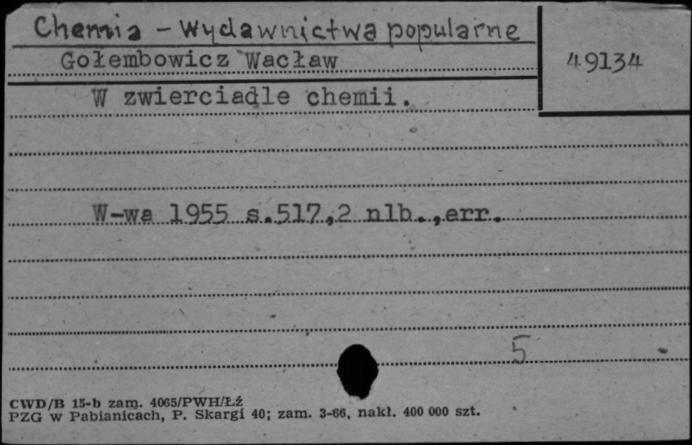 Chemia - Wydawnictwa popularne
Gołembowicz Wacław
49134
W zwierciadle chemii.
W-wa 1955 s.517,2 nlb.,err.
5
CWD/B 15-b zam. 4065/PWH/Łź
PZG w Pabianicach, P. Skargi 40; zam. 3-66, nakł. 400 000 szt.